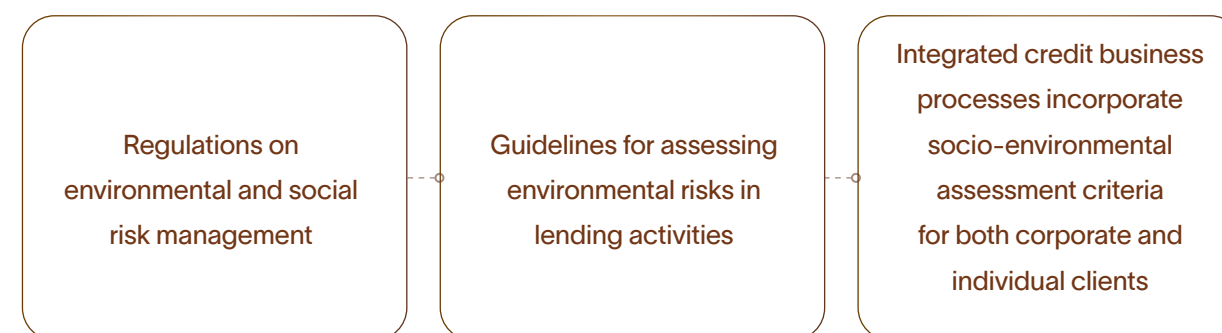 Regulations on
environmental and social
risk management
Guidelines for assessing
environmental risks in
lending activities
Integrated credit business
processes incorporate
socio-environmental
assessment criteria
for both corporate and
individual clients